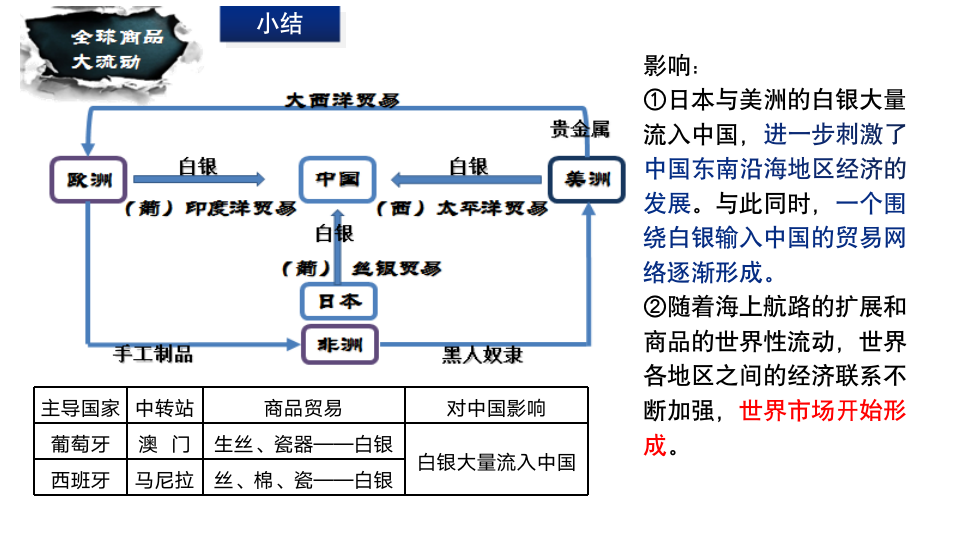 全球商品
大流动
小结
大西洋贸易
贵金属
欧洲
白银
中国
白银
美洲
（葡）印度洋贸易
（西）太平洋贸易
白银
（葡）丝银贸易
日本
非洲
手工制品
黑人奴隶
主导国家 中转站 商品贸易 对中国影响
葡萄牙 澳 门 生丝、瓷器——白银
白银大量流入中国
西班牙 马尼拉 丝、棉、瓷——白银
影响：
①日本与美洲的白银大量
流入中国，进一步刺激了
中国东南沿海地区经济的
发展。与此同时，一个围
绕白银输入中国的贸易网
络逐渐形成。
②随着海上航路的扩展和
商品的世界性流动，世界
各地区之间的经济联系不
断加强，世界市场开始形
成。